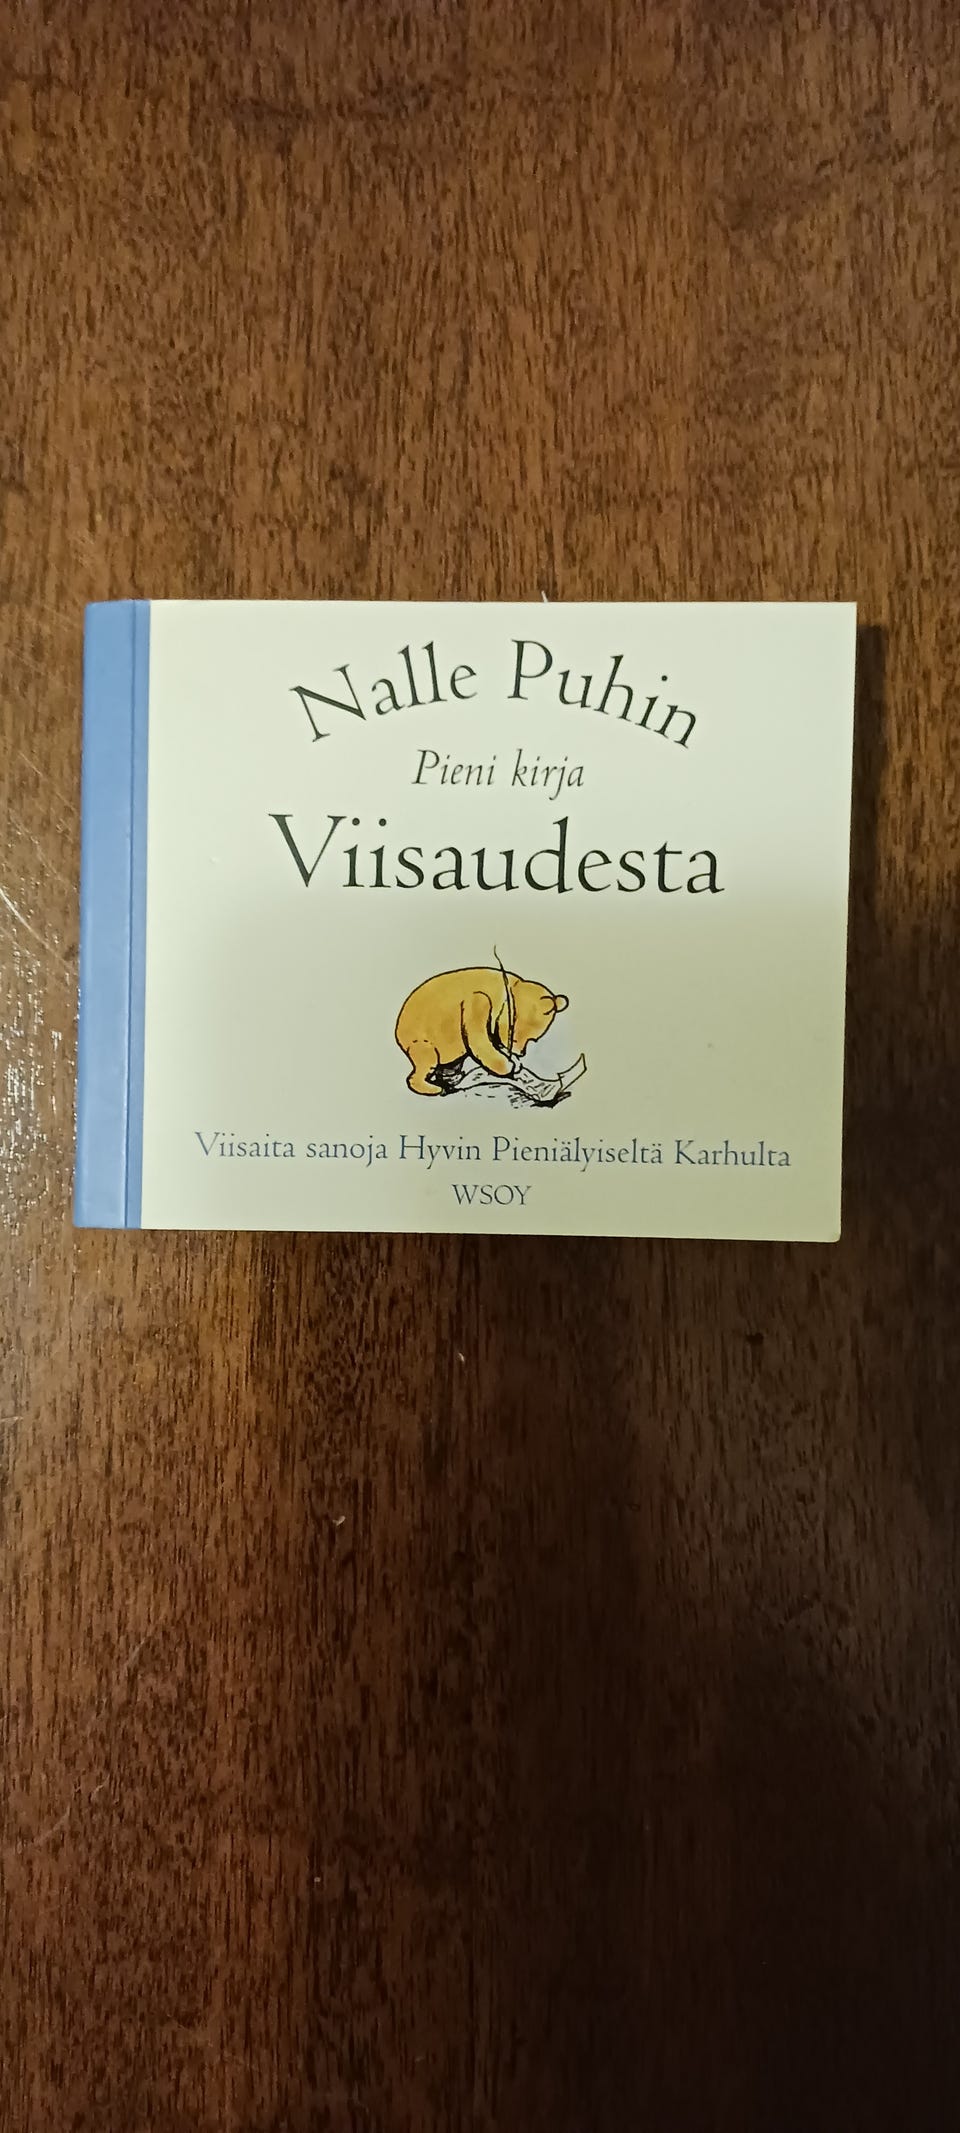 Nalle Puhin
Pieni kirja
Viisaudesta
Viisaita sanoja Hyvin Pieniälyiseltä Karhulta
WSOY